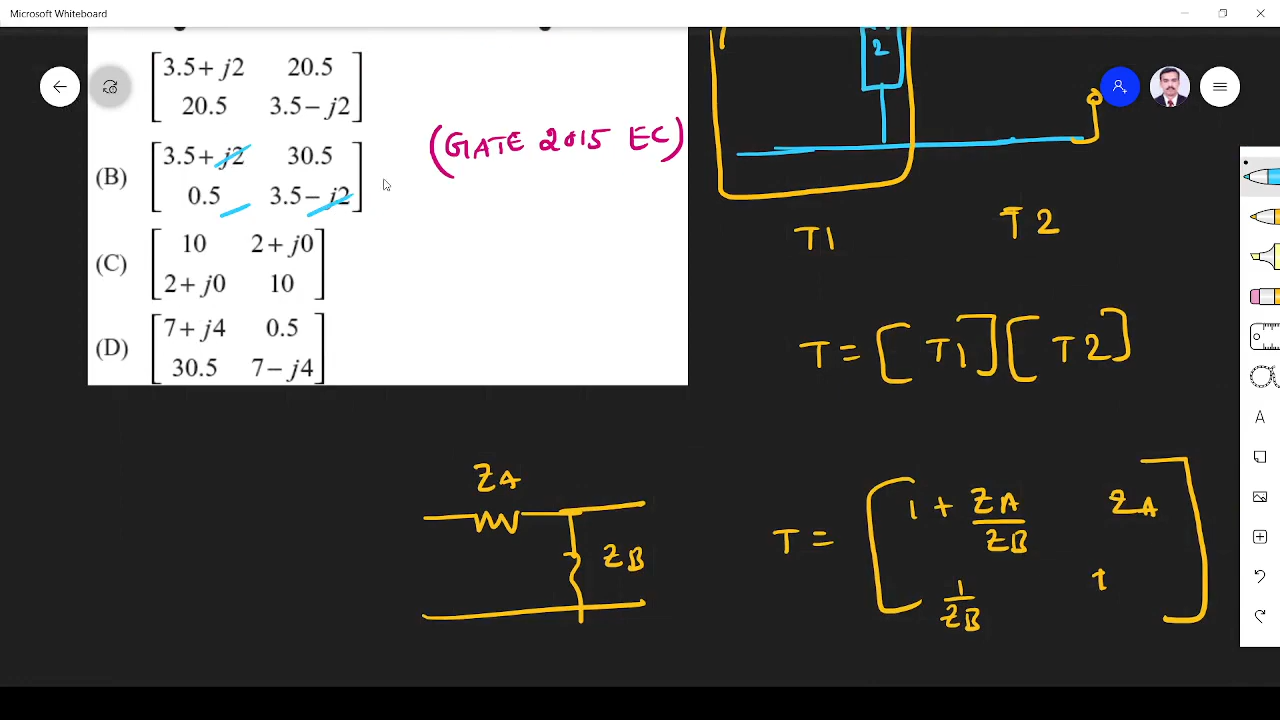 Microsoft Whiteboard
[3.5+ j2 20.5
20.5 3.5− j2]
(B) [3.5+ j2 30.5
0.5 3.5− j2]
(C) [10 2+ j0
2+ j0 10]
(D) [7+ j4 0.5
30.5 7− j4]
(GATE 2015 EC)
2
T1 T2
T = [T1] [T2]
ZA
ZB
T = [1 + ZA/ZB ZA
1/ZB 1]
A